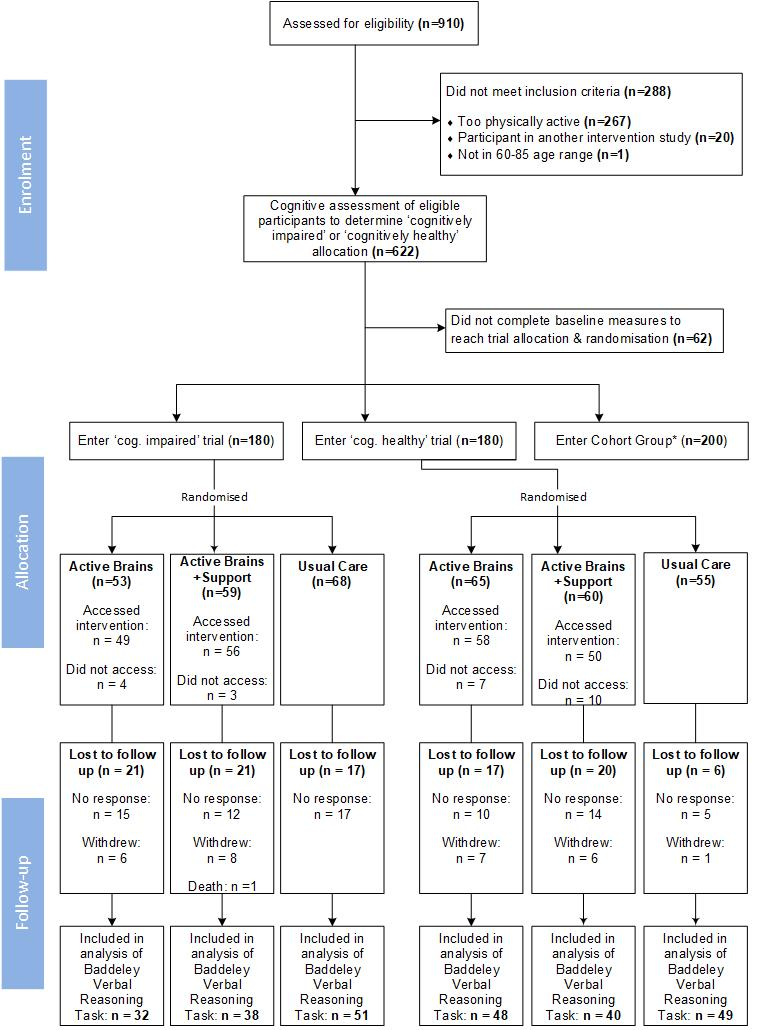 Assessed for eligibility (n=910)
Enrolment
Did not meet inclusion criteria (n=288)
♦ Too physically active (n=267)
♦ Participant in another intervention study (n=20)
♦ Not in 60-85 age range (n=1)
Cognitive assessment of eligible
participants to determine ‘cognitively
impaired’ or ‘cognitively healthy’
allocation (n=622)
Did not complete baseline measures to
reach trial allocation & randomisation (n=62)
Enter ‘cog. impaired’ trial (n=180)
Enter ‘cog. healthy’ trial (n=180)
Enter Cohort Group* (n=200)
Allocation
Randomised
Randomised
Active Brains
(n=53)
Accessed
intervention:
n = 49
Did not access:
n = 4
Active Brains
+Support
(n=59)
Accessed
intervention:
n = 56
Did not access:
n = 3
Usual Care
(n=68)
Active Brains
(n=65)
Accessed
intervention:
n = 58
Did not access:
n = 7
Active Brains
+Support
(n=60)
Accessed
intervention:
n = 50
Did not access:
n = 10
Usual Care
(n=55)
Follow-up
Lost to follow
up (n = 21)
No response:
n = 15
Withdrew:
n = 6
Lost to follow
up (n = 21)
No response:
n = 12
Withdrew:
n = 8
Death: n =1
Lost to follow
up (n = 17)
No response:
n = 17
Lost to follow
up (n = 17)
No response:
n = 10
Withdrew:
n = 7
Lost to follow
up (n = 20)
No response:
n = 14
Withdrew:
n = 6
Lost to follow
up (n = 6)
No response:
n = 5
Withdrew:
n = 1
Included in
analysis of
Baddeley
Verbal
Reasoning
Task: n = 32
Included in
analysis of
Baddeley
Verbal
Reasoning
Task: n = 38
Included in
analysis of
Baddeley
Verbal
Reasoning
Task: n = 51
Included in
analysis of
Baddeley
Verbal
Reasoning
Task: n = 48
Included in
analysis of
Baddeley
Verbal
Reasoning
Task: n = 40
Included in
analysis of
Baddeley
Verbal
Reasoning
Task: n = 49